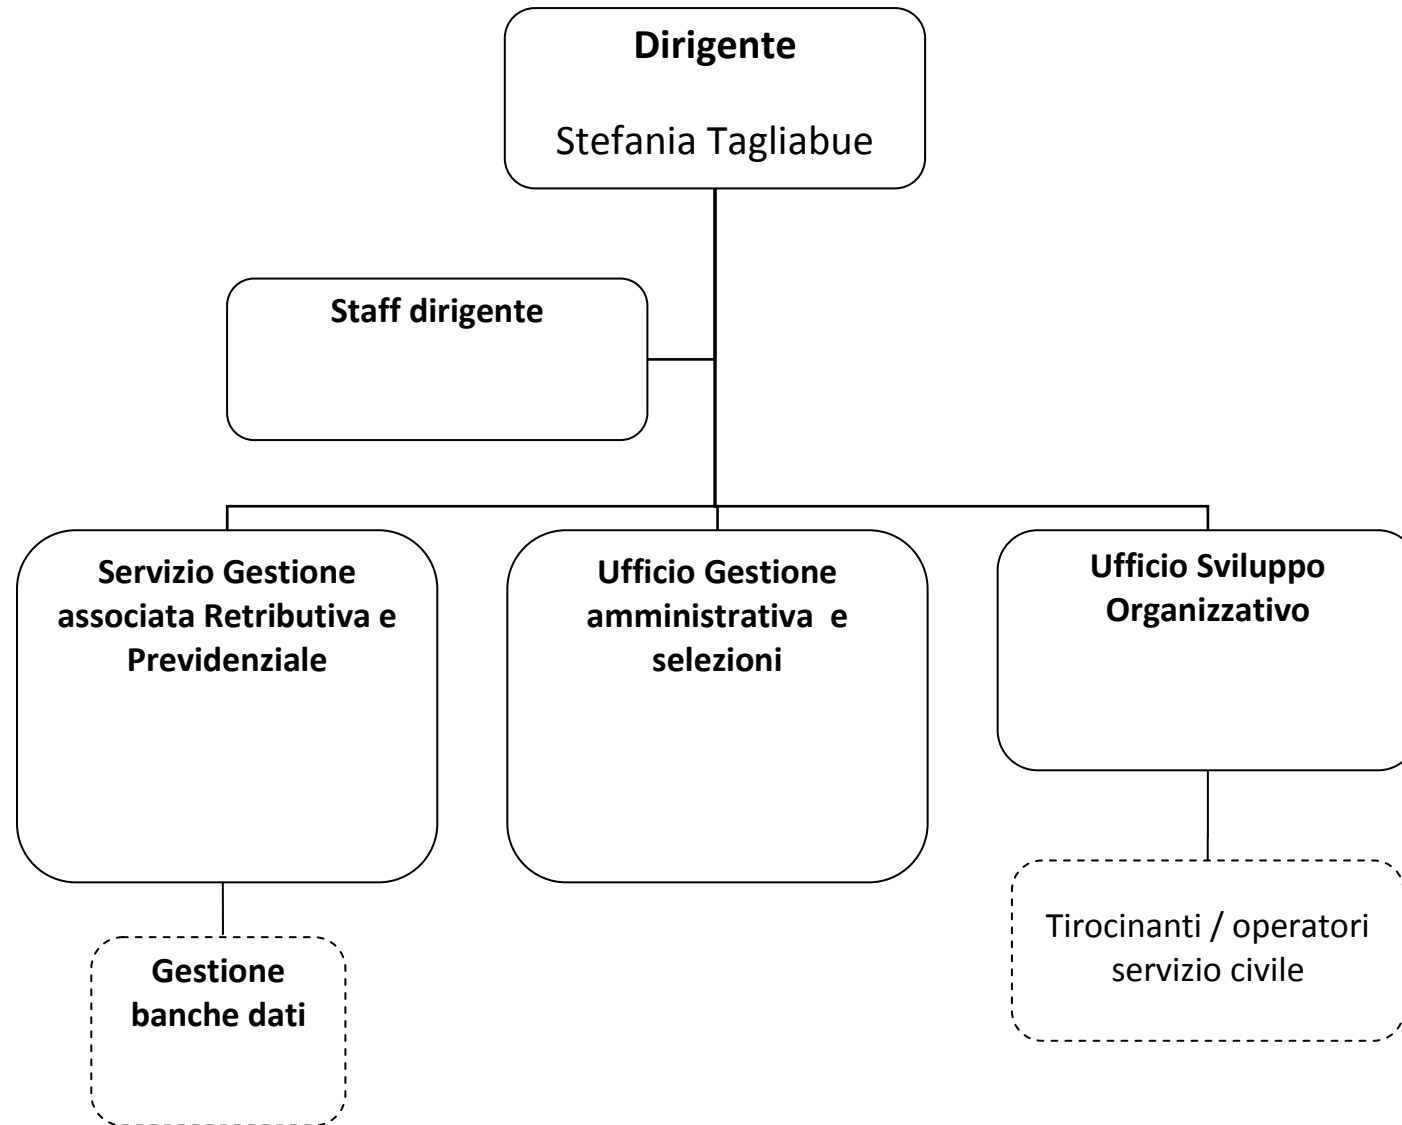 Dirigente
Stefania Tagliabue
Staff dirigente
Servizio Gestione
associata Retributiva e
Previdenziale
Ufficio Gestione
amministrativa  e
selezioni
Ufficio Sviluppo
Organizzativo
Gestione
banche dati
Tirocinanti / operatori
servizio civile